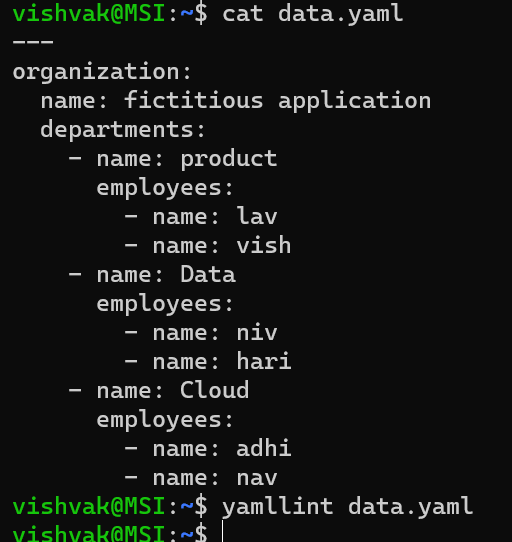 vishvak@MSI:~$ cat data.yaml
---
organization:
  name: fictitious application
  departments:
    - name: product
      employees:
        - name: lav
        - name: vish
    - name: Data
      employees:
        - name: niv
        - name: hari
    - name: Cloud
      employees:
        - name: adhi
        - name: nav
vishvak@MSI:~$ yamllint data.yaml
vishvak@MSI:~$